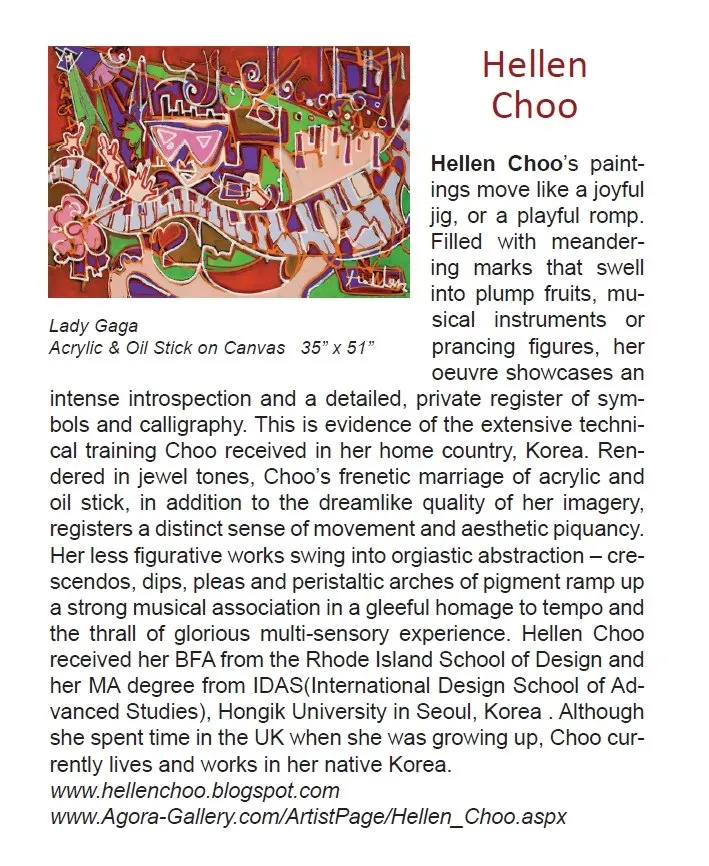 Hellen
Choo
Hellen Choo’s paint-
ings move like a joyful
jig, or a playful romp.
Filled with meander-
ing marks that swell
into plump fruits, mu-
sical instruments or
prancing figures, her
oeuvre showcases an
Lady Gaga
Acrylic & Oil Stick on Canvas 35” x 51”
intense introspection and a detailed, private register of sym-
bols and calligraphy. This is evidence of the extensive techni-
cal training Choo received in her home country, Korea. Ren-
dered in jewel tones, Choo’s frenetic marriage of acrylic and
oil stick, in addition to the dreamlike quality of her imagery,
registers a distinct sense of movement and aesthetic piquancy.
Her less figurative works swing into orgiastic abstraction – cre-
scendos, dips, pleas and peristaltic arches of pigment ramp up
a strong musical association in a gleeful homage to tempo and
the thrall of glorious multi-sensory experience. Hellen Choo
received her BFA from the Rhode Island School of Design and
her MA degree from IDAS(International Design School of Ad-
vanced Studies), Hongik University in Seoul, Korea . Although
she spent time in the UK when she was growing up, Choo cur-
rently lives and works in her native Korea.
www.hellenchoo.blogspot.com
www.Agora-Gallery.com/ArtistPage/Hellen_Choo.aspx